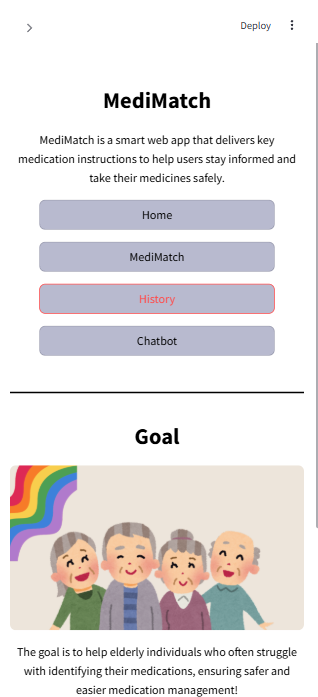 Deploy
MediMatch
MediMatch is a smart web app that delivers key
medication instructions to help users stay informed and
take their medicines safely.
Home
MediMatch
History
Chatbot
Goal
The goal is to help elderly individuals who often struggle
with identifying their medications, ensuring safer and
easier medication management!